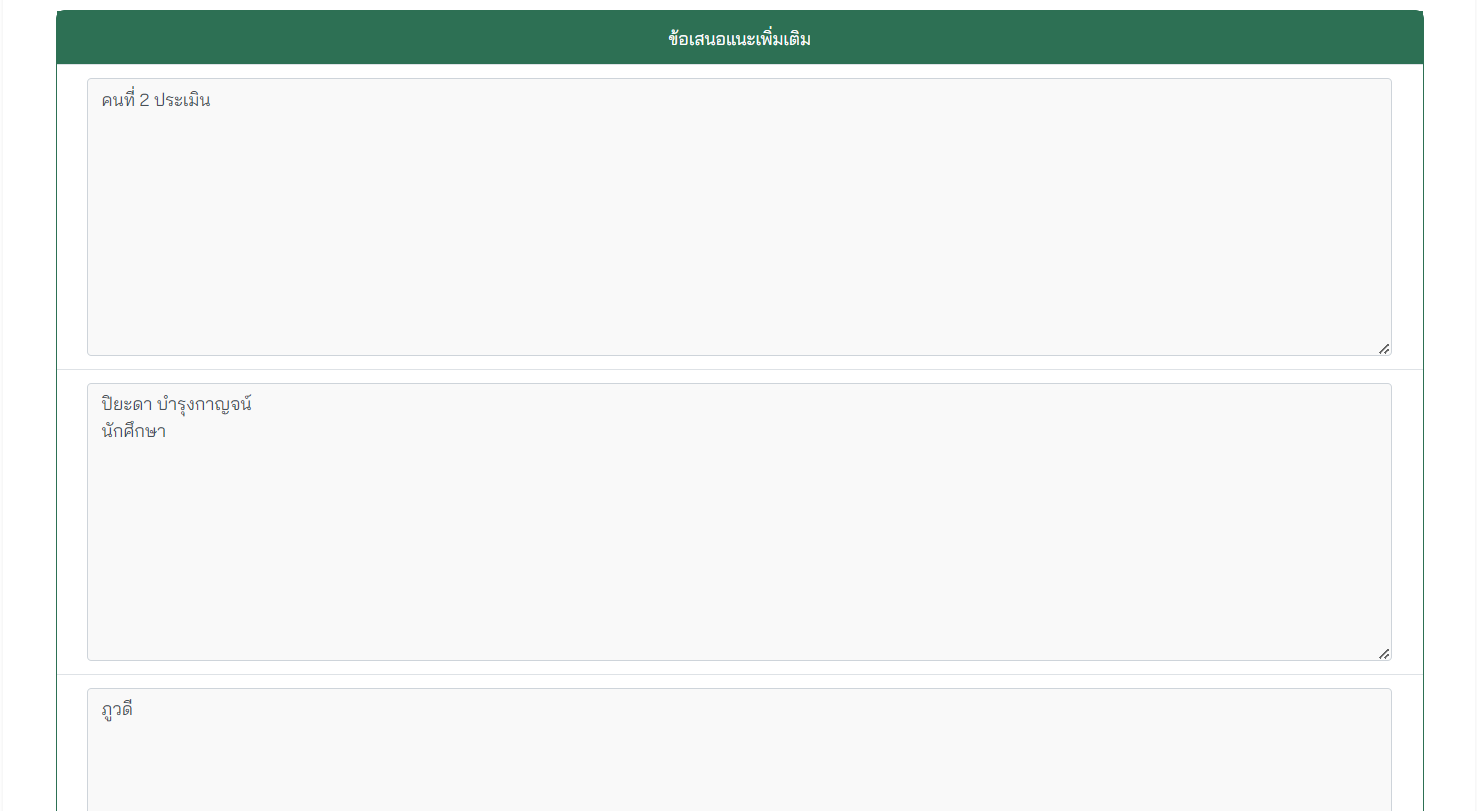 ข้อเสนอแนะเพิ่มเติม
คนที่ 2 ประเมิน
ปิยะดา บำรุงกาญจน์
นักศึกษา
ภูวดี